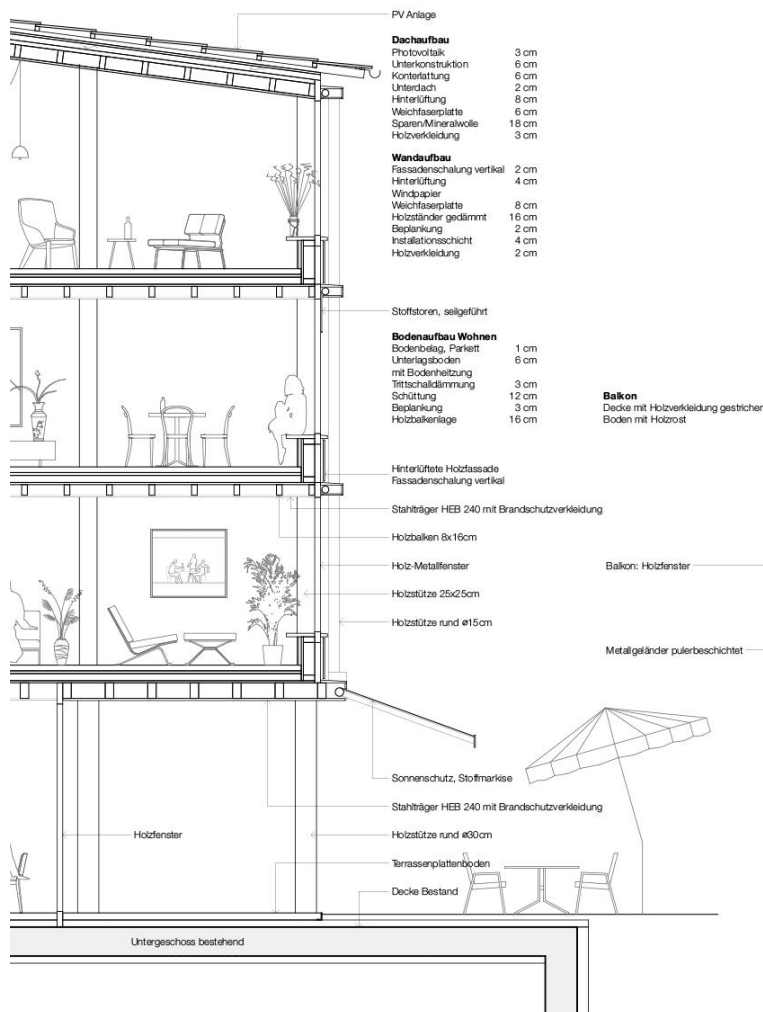 PV Anlage
Dachaufbau
Photovoltaik 3 cm
Unterkonstruktion 6 cm
Konterlattung 6 cm
Unterdach 2 cm
Hinterlüftung 8 cm
Weichfaserplatte 6 cm
Sparen/Mineralwolle 18 cm
Holzverkleidung 3 cm
Wandaufbau
Fassadenschalung vertikal 2 cm
Hinterlüftung 4 cm
Windpapier
Weichfaserplatte 8 cm
Holzständer gedämmt 16 cm
Beplankung 2 cm
Installationsschicht 4 cm
Holzverkleidung 2 cm
Stoffstoren, seilgeführt
Bodenaufbau Wohnen
Bodenbelag, Parkett 1 cm
Unterlagsboden 6 cm
mit Bodenheitzung
Trittschalldämmung 3 cm
Schüttung 12 cm
Beplankung 3 cm
Holzbalkenlage 16 cm
Balkon
Decke mit Holzverkleidung gestricher
Boden mit Holzrost
Hinterlüftete Holzfassade
Fassadenschalung vertikal
Stahlträger HEB 240 mit Brandschutzverkleidung
Holzbalken 8x16cm
Holz-Metallfenster
Balkon: Holzfenster
Holzstütze 25x25cm
Holzstütze rund ø15cm
Metallgeländer pulerbeschichtet
Sonnenschutz, Stoffmarkise
Stahlträger HEB 240 mit Brandschutzverkleidung
Holzfenster
Holzstütze rund ø30cm
Terrassenplattenboden
Decke Bestand
Untergeschoss bestehend